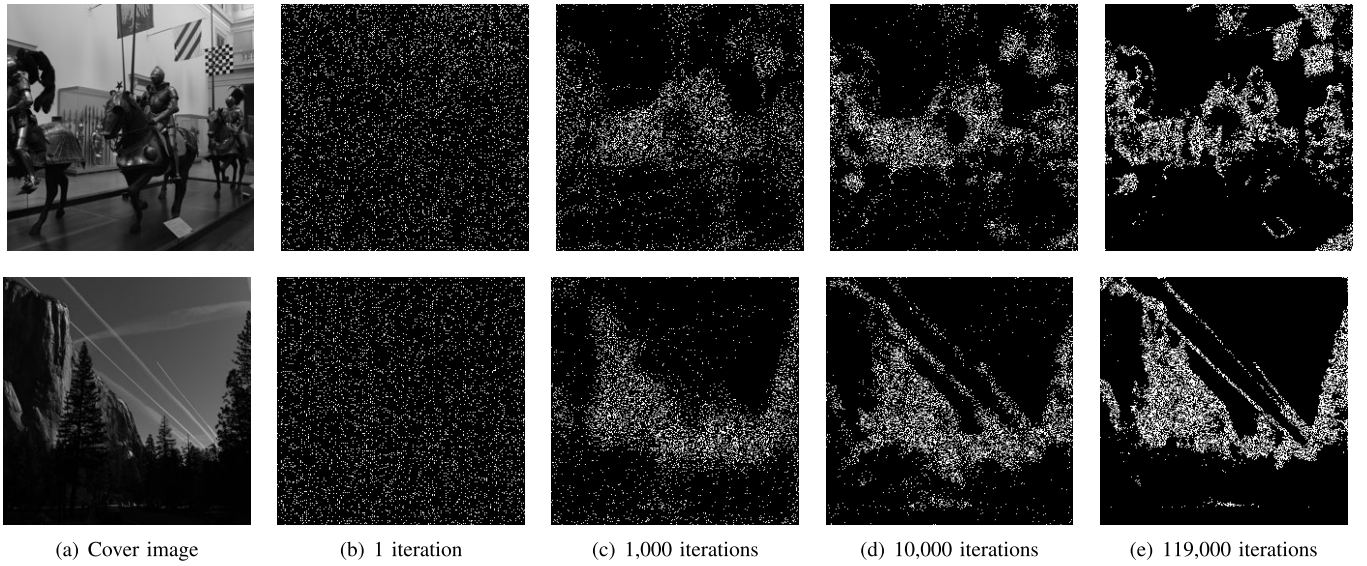 (a) Cover image
(b) 1 iteration
(c) 1,000 iterations
(d) 10,000 iterations
(e) 119,000 iterations